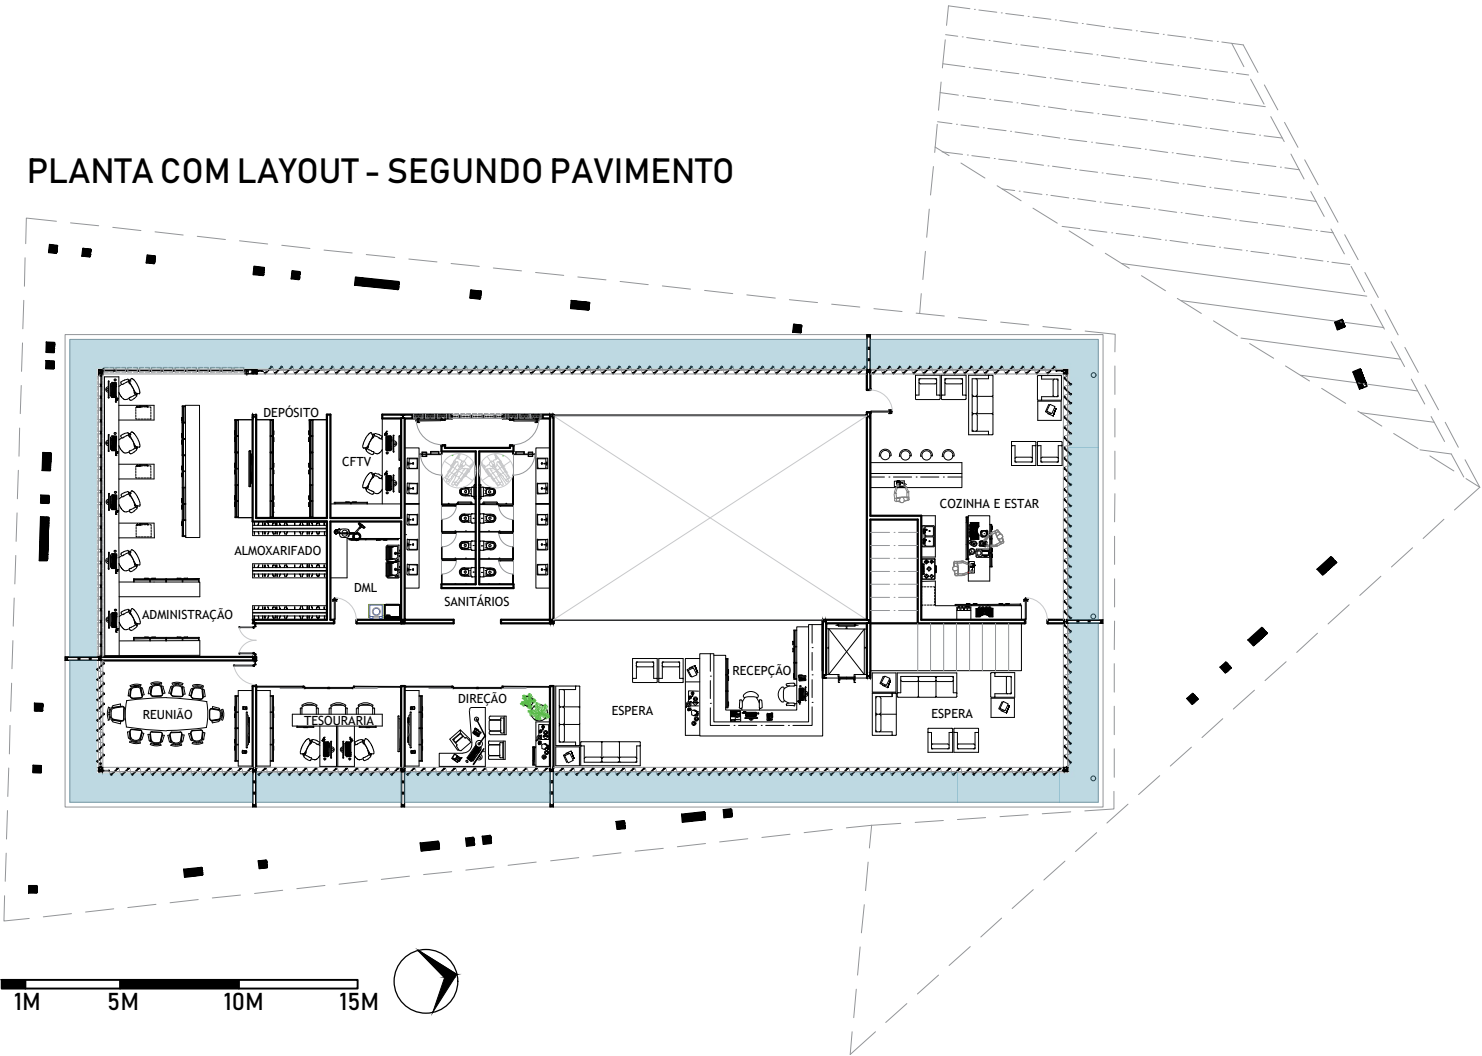 PLANTA COM LAYOUT - SEGUNDO PAVIMENTO
DEPÓSITO
CFTV
COZINHA E ESTAR
ALMOXARIFADO
DML
SANITÁRIOS
ADMINISTRAÇÃO
RECEPÇÃO
DIREÇÃO
REUNIÃO
TESOURARIA
ESPERA
ESPERA
1M 5M 10M 15M